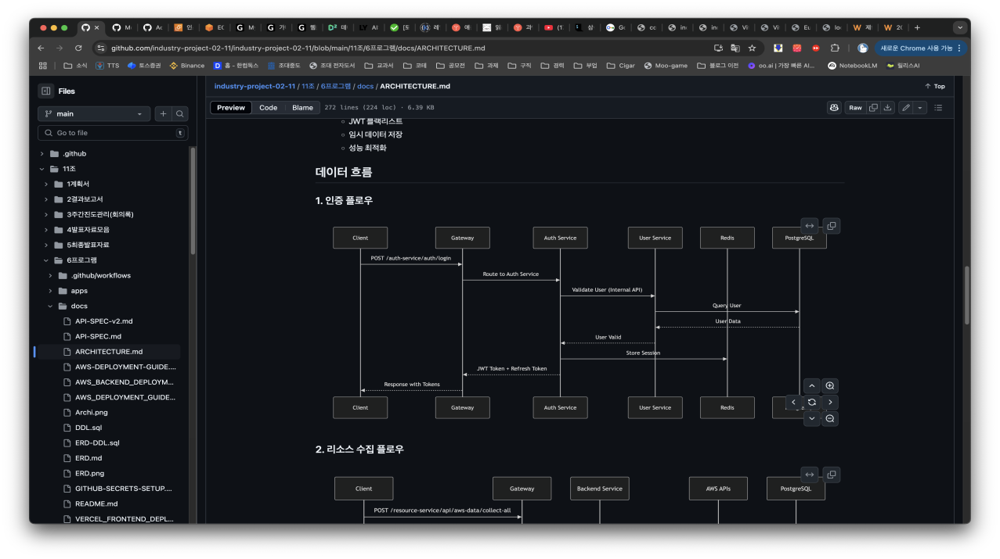 github.com/industry-project-02-11/industry-project-02-11/blob/main/11조/6프로그램/docs/ARCHITECTURE.md
새로운 Chrome 사용 가능
소식 TTS 토스증권 Binance 홈 - 한컴독스 조대중도 조대 전자도서 교과서 코테 공모전 과제 구직 경력 부업 Cigar Moo-game 블로그 이전 oo.ai | 가장 빠른 AI... NotebookLM 릴리스AI
Files
main
Go to file
t
.github
11조
1계획서
2결과보고서
3주간진도관리(회의록)
4발표자료모음
5최종발표자료
6프로그램
.github/workflows
apps
docs
API-SPEC-v2.md
API-SPEC.md
ARCHITECTURE.md
AWS-DEPLOYMENT-GUIDE....
AWS_BACKEND_DEPLOYM...
AWS_DEPLOYMENT_GUIDE...
Archi.png
DDL.sql
ERD-DDL.sql
ERD.md
ERD.png
GITHUB-SECRETS-SETUP....
README.md
VERCEL_FRONTEND_DEPL...
industry-project-02-11 / 11조 / 6프로그램 / docs / ARCHITECTURE.md
Top
Preview Code Blame 272 lines (224 loc) · 6.39 KB
Raw
JWT 블랙리스트
임시 데이터 저장
성능 최적화
데이터 흐름
1. 인증 플로우
Client Gateway Auth Service User Service Redis PostgreSQL
POST /auth-service/auth/login
Route to Auth Service
Validate User (Internal API)
Query User
User Data
User Valid
Store Session
JWT Token + Refresh Token
Response with Tokens
Client Gateway Auth Service User Service Redis
2. 리소스 수집 플로우
Client Gateway Backend Service AWS APIs PostgreSQL
POST /resource-service/api/aws-data/collect-all